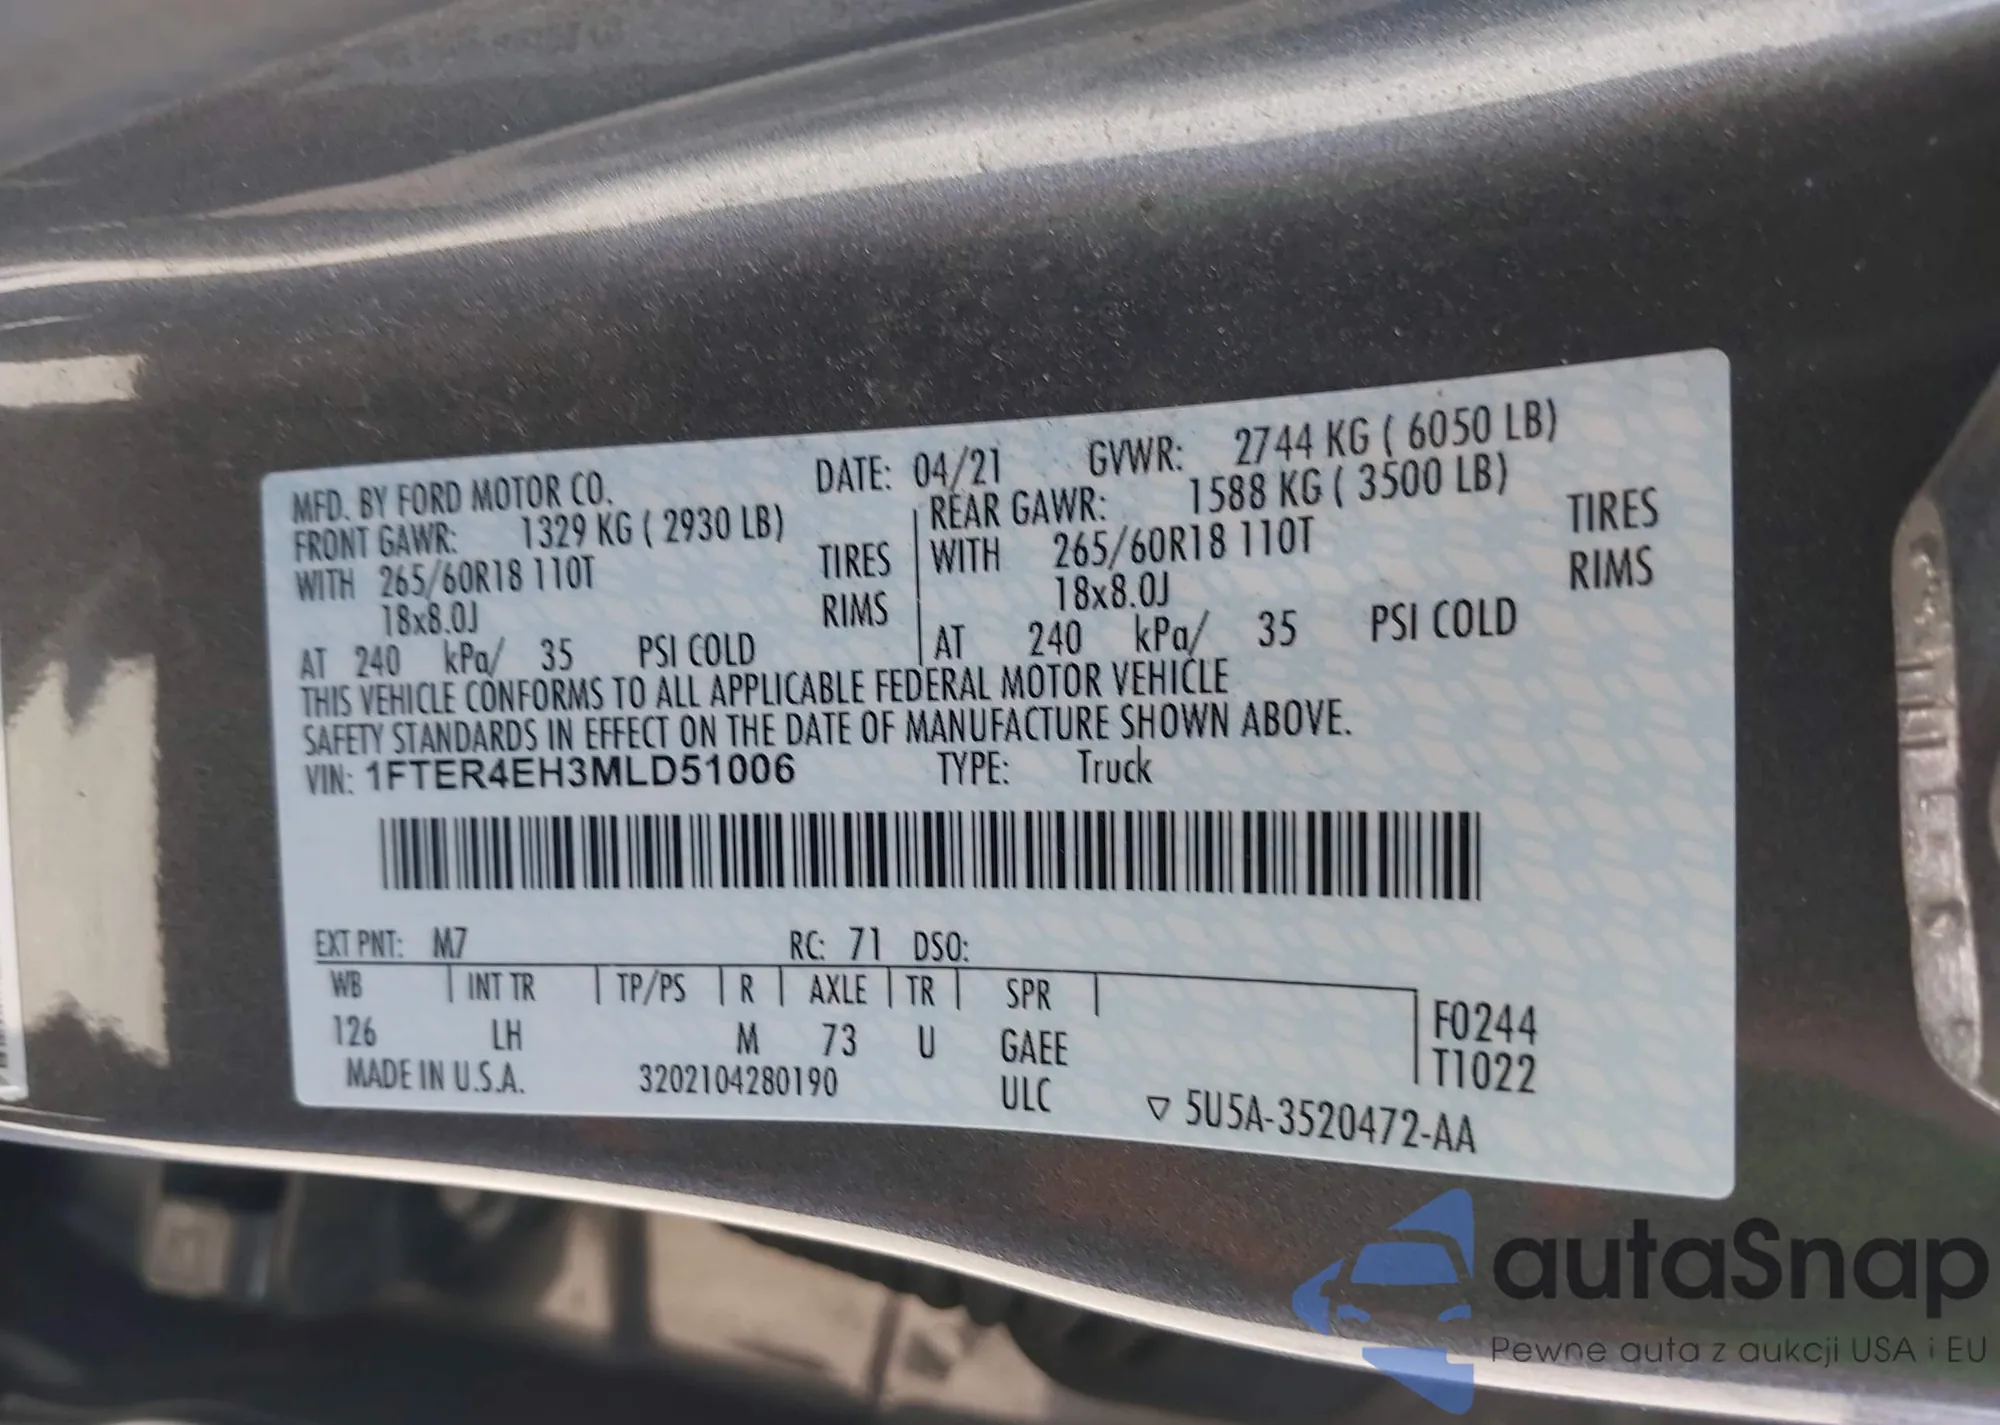 MFD. BY FORD MOTOR CO. DATE: 04/21 GVWR: 2744 KG ( 6050 LB)
FRONT GAWR: 1329 KG ( 2930 LB) REAR GAWR: 1588 KG ( 3500 LB)
WITH 265/60R18 110T TIRES WITH 265/60R18 110T TIRES
18x8.0J RIMS 18x8.0J RIMS
AT 240 kPa/ 35 PSI COLD AT 240 kPa/ 35 PSI COLD
THIS VEHICLE CONFORMS TO ALL APPLICABLE FEDERAL MOTOR VEHICLE
SAFETY STANDARDS IN EFFECT ON THE DATE OF MANUFACTURE SHOWN ABOVE.
VIN: 1FTER4EH3MLD51006 TYPE: Truck
EXT PNT: M7 RC: 71 DSO:
WB INT TR TP/PS R AXLE TR SPR
126 LH M 73 U GAEE F0244
MADE IN U.S.A. 3202104280190 ULC T1022
▽ 5U5A-3520472-AA
autaSnap
Pewne auta z aukcji USA i EU